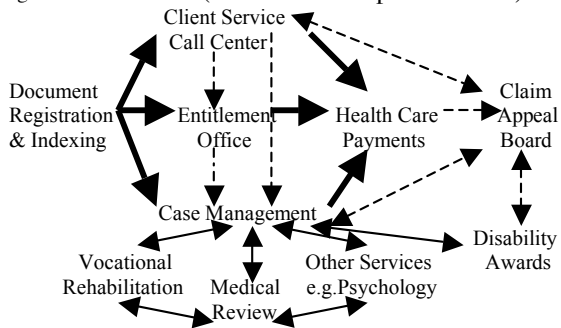 Client Service
Call Center
Document
Registration
& Indexing
Entitlement
Office
Health Care
Payments
Claim
Appeal
Board
Case Management
Disability
Awards
Vocational
Rehabilitation
Medical
Review
Other Services
e.g.Psychology